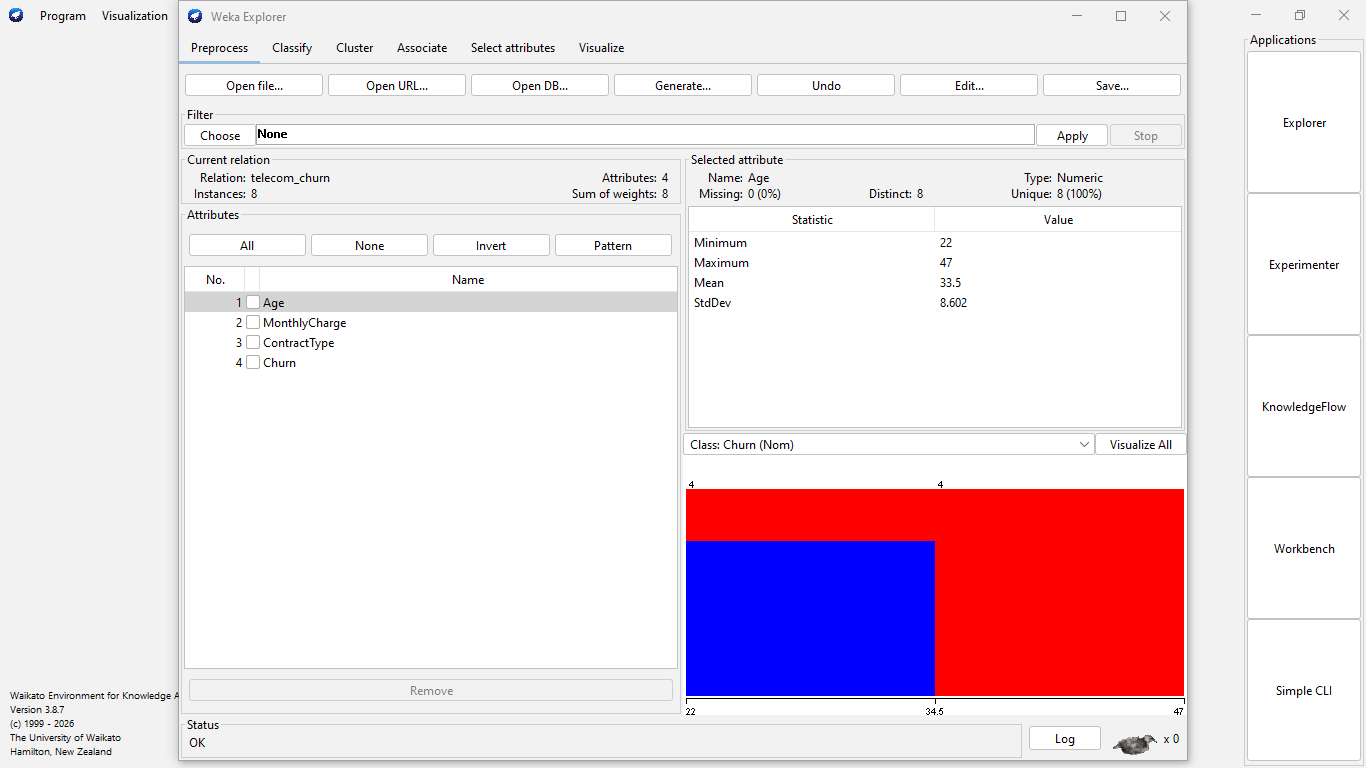 Program Visualization
Weka Explorer
Preprocess Classify Cluster Associate Select attributes Visualize
Open file... Open URL... Open DB... Generate... Undo Edit... Save...
Filter
Choose None Apply Stop
Current relation
Relation: telecom_churn Attributes: 4
Instances: 8 Sum of weights: 8
Attributes
All None Invert Pattern
No. Name
1 Age
2 MonthlyCharge
3 ContractType
4 Churn
Remove
Selected attribute
Name: Age Type: Numeric
Missing: 0 (0%) Distinct: 8 Unique: 8 (100%)
Statistic Value
Minimum 22
Maximum 47
Mean 33.5
StdDev 8.602
Class: Churn (Nom) Visualize All
4 4
22 34.5 47
Status
OK
Log x 0
Applications
Explorer
Experimenter
KnowledgeFlow
Workbench
Simple CLI
Waikato Environment for Knowledge A
Version 3.8.7
(c) 1999 - 2026
The University of Waikato
Hamilton, New Zealand